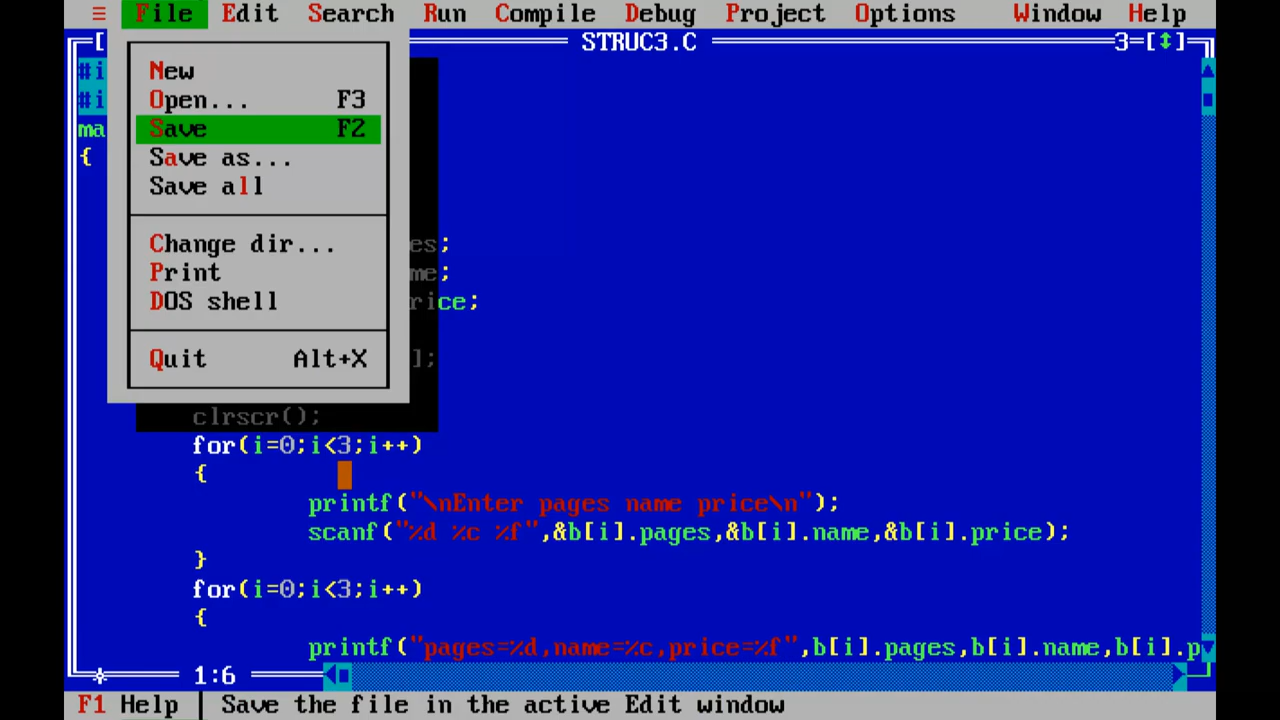 ≡ File Edit Search Run Compile Debug Project Options Window Help
[ STRUC3.C 3=[↕]
#i
#i
ma
{
New
Open... F3
Save F2
Save as...
Save all
Change dir...
Print
DOS shell
Quit Alt+X
es;
me;
rice;
];
clrscr();
for(i=0;i<3;i++)
{
printf("\nEnter pages name price\n");
scanf("%d %c %f",&b[i].pages,&b[i].name,&b[i].price);
}
for(i=0;i<3;i++)
{
printf("pages=%d,name=%c,price=%f",b[i].pages,b[i].name,b[i].p
1:6
F1 Help Save the file in the active Edit window